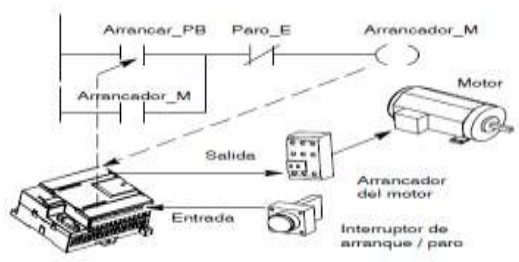 Arrancar_PB Paro_E Arrancador_M
Arrancador_M
Motor
Salida
Arrancador
del motor
Entrada
Interruptor de
arranque / paro